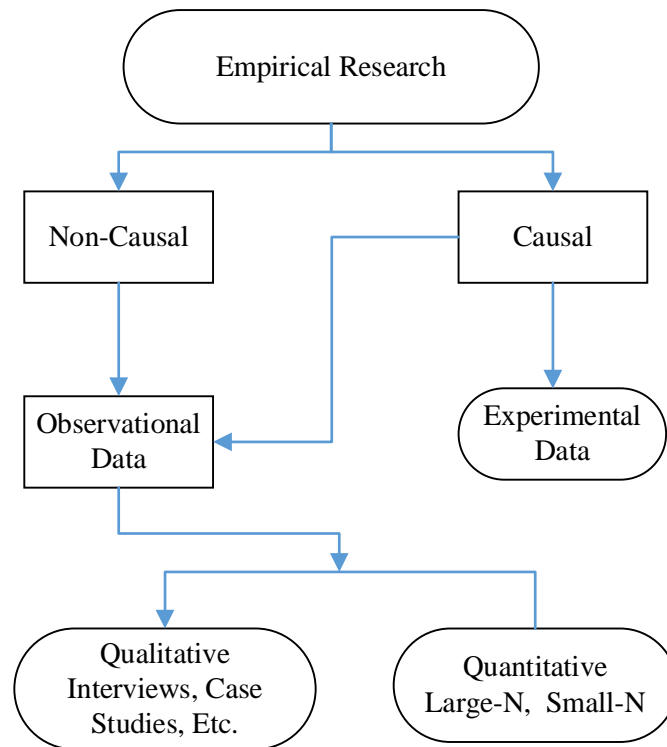 Empirical Research
Non-Causal
Causal
Observational
Data
Experimental
Data
Qualitative
Interviews, Case
Studies, Etc.
Quantitative
Large-N,  Small-N